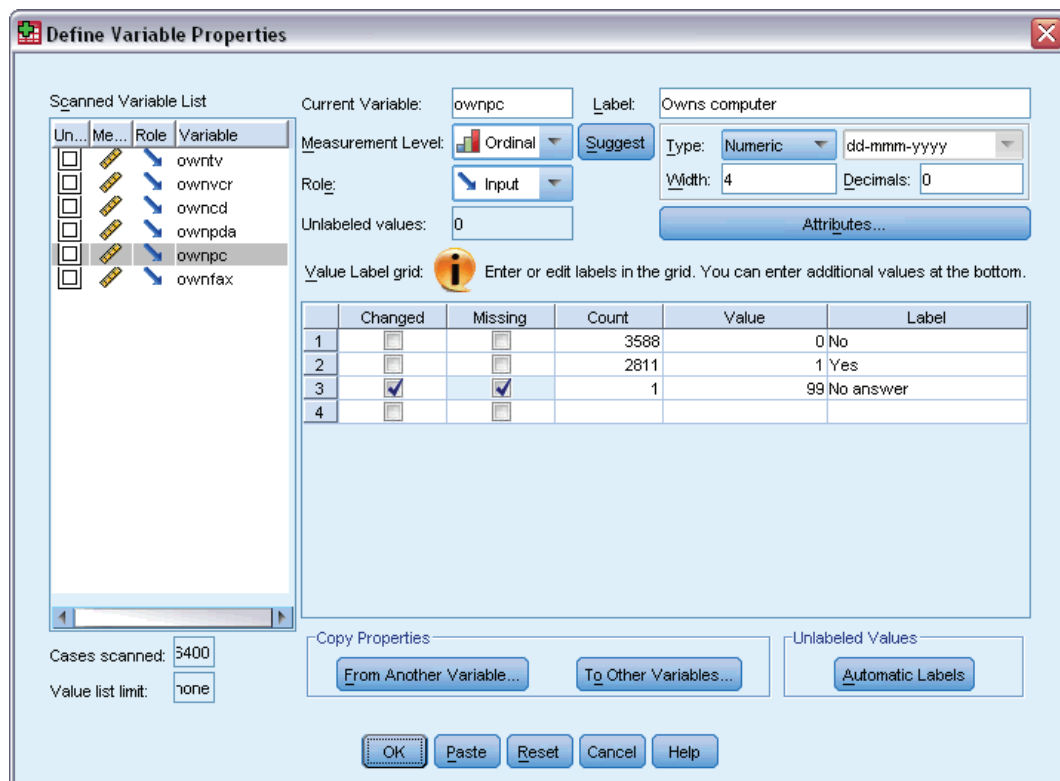 Define Variable Properties
Scanned Variable List
Un... Me... Role Variable
owntv
ownvcr
owncd
ownpda
ownpc
ownfax
Cases scanned: 6400
Value list limit: none
Current Variable: ownpc Label: Owns computer
Measurement Level: Ordinal Suggest Type: Numeric dd-mmm-yyyy
Role: Input Width: 4 Decimals: 0
Unlabeled values: 0 Attributes...
Value Label grid: i Enter or edit labels in the grid. You can enter additional values at the bottom.
Changed Missing Count Value Label
1 3588 0 No
2 2811 1 Yes
3 1 99 No answer
4
Copy Properties
From Another Variable... To Other Variables...
Unlabeled Values
Automatic Labels
OK Paste Reset Cancel Help